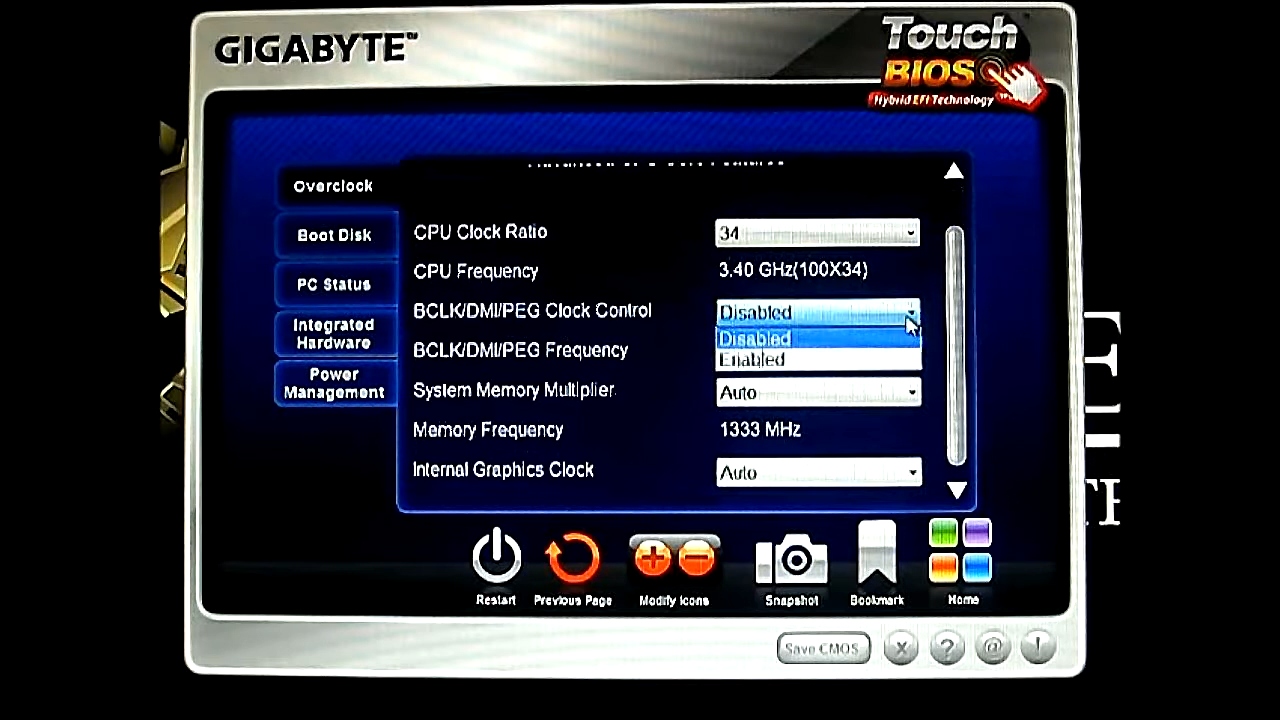 GIGABYTE™
Touch
BIOS
Hybrid EFI Technology
Overclock
Boot Disk
PC Status
Integrated
Hardware
Power
Management
CPU Clock Ratio 34
CPU Frequency 3.40 GHz(100X34)
BCLK/DMI/PEG Clock Control Disabled
Disabled
Enabled
BCLK/DMI/PEG Frequency
System Memory Multiplier Auto
Memory Frequency 1333 MHz
Internal Graphics Clock Auto
Restart Previous Page Modify Icons Snapshot Bookmark Home
Save CMOS X ? @ !
E
TH